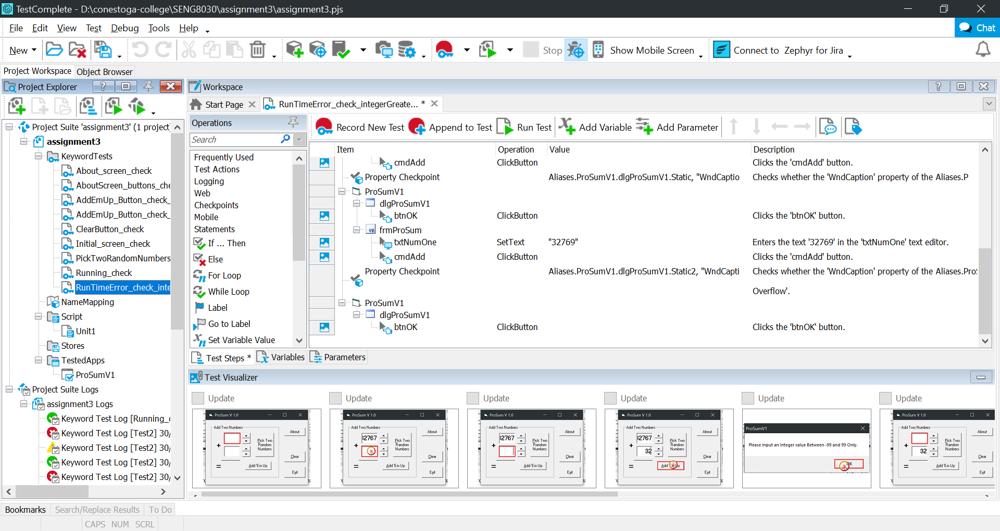 TestComplete - D:\conestoga-college\SENG8030\assignment3\assignment3.pjs
File Edit View Test Debug Tools Help
Chat
New
Stop Show Mobile Screen Connect to Zephyr for Jira
Project Workspace Object Browser
Project Explorer
Project Suite 'assignment3' (1 project
assignment3
KeywordTests
About_screen_check
AboutScreen_buttons_che
AddEmUp_Button_check_
AddEmUp_Button_check_
ClearButton_check
Initial_screen_check
PickTwoRandomNumbers
Running_check
RunTimeError_check_inte
NameMapping
Script
Unit1
Stores
TestedApps
ProSumV1
Project Suite Logs
assignment3 Logs
Keyword Test Log [Running_c
Keyword Test Log [Test2] 30/
Keyword Test Log [Test2] 30/
Keyword Test Log [Test2] 30/
Keyword Test Log [Test2] 30/
Workspace
Start Page RunTimeError_check_integerGreate... *
Operations
Search
Frequently Used
Test Actions
Logging
Web
Checkpoints
Mobile
Statements
If ... Then
Else
For Loop
While Loop
Label
Go to Label
Set Variable Value
Record New Test Append to Test Run Test Add Variable Add Parameter
Item Operation Value Description
cmdAdd ClickButton Clicks the 'cmdAdd' button.
Property Checkpoint Aliases.ProSumV1.dlgProSumV1.Static, "WndCaptio Checks whether the 'WndCaption' property of the Aliases.P
ProSumV1
dlgProSumV1
btnOK ClickButton Clicks the 'btnOK' button.
frmProSum
txtNumOne SetText "32769" Enters the text '32769' in the 'txtNumOne' text editor.
cmdAdd ClickButton Clicks the 'cmdAdd' button.
Property Checkpoint Aliases.ProSumV1.dlgProSumV1.Static2, "WndCapti Checks whether the 'WndCaption' property of the Aliases.Pro
Overflow'.
ProSumV1
dlgProSumV1
btnOK ClickButton Clicks the 'btnOK' button.
Test Steps * Variables Parameters
Test Visualizer
Update Update Update Update Update Update
ProSum V 1.0
Add Two Numbers
About
+
Pick Two Random Numbers
Clear
=
Add 'Em Up
Exit
ProSum V 1.0
Add Two Numbers
About
32767
+
Pick Two Random Numbers
Clear
=
Add 'Em Up
Exit
ProSum V 1.0
Add Two Numbers
About
32767
+
Pick Two Random Numbers
Clear
=
Add 'Em Up
Exit
ProSum V 1.0
Add Two Numbers
About
32767
+
32
Pick Two Random Numbers
Clear
=
Add 'Em Up
Exit
ProSumV1
Please input an Integer value Between -99 and 99 Only.
OK
ProSum V 1.0
Add Two Numbers
About
+
32
Pick Two Random Numbers
Clear
=
Add 'Em Up
Exit
Bookmarks Search/Replace Results To Do
CAPS NUM SCRL